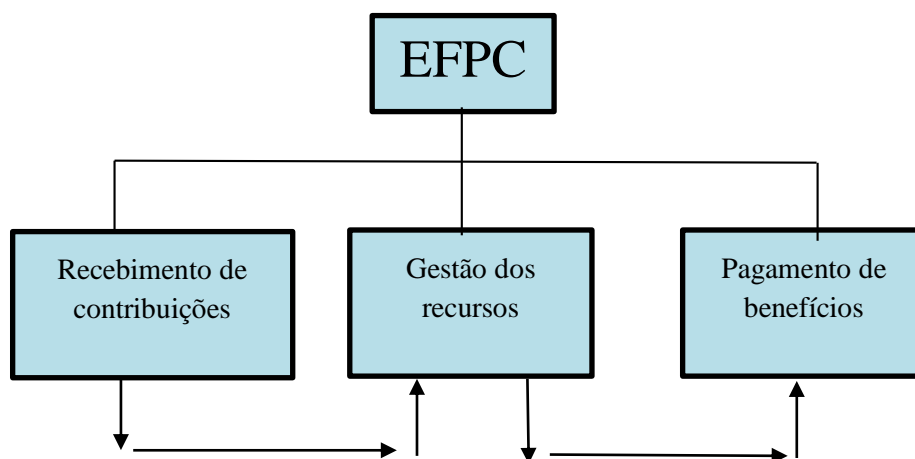 EFPC
Recebimento de
contribuições
Gestão dos
recursos
Pagamento de
benefícios